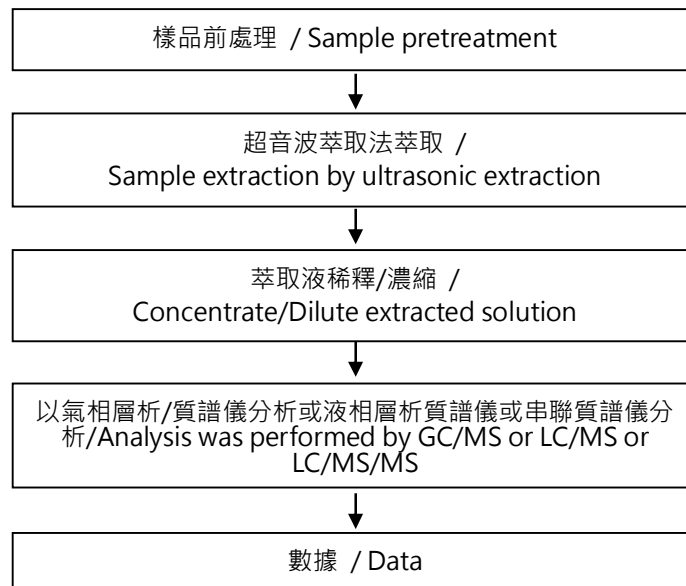 樣品前處理 / Sample pretreatment
超音波萃取法萃取 /
Sample extraction by ultrasonic extraction
萃取液稀釋/濃縮 /
Concentrate/Dilute extracted solution
以氣相層析/質譜儀分析或液相層析質譜儀或串聯質譜儀分
析/Analysis was performed by GC/MS or LC/MS or
LC/MS/MS
數據 / Data